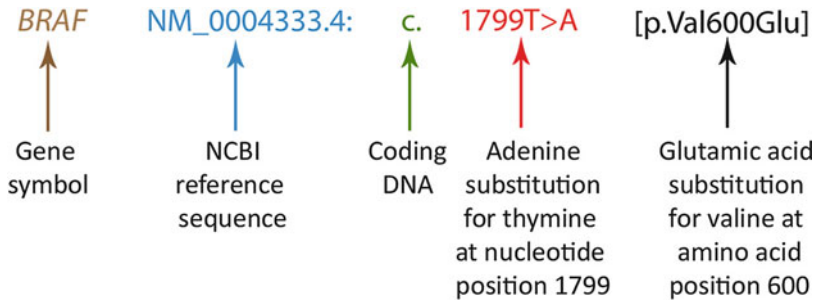 BRAF NM_0004333.4: c. 1799T>A [p.Val600Glu]
Gene
symbol
NCBI
reference
sequence
Coding
DNA
Adenine
substitution
for thymine
at nucleotide
position 1799
Glutamic acid
substitution
for valine at
amino acid
position 600